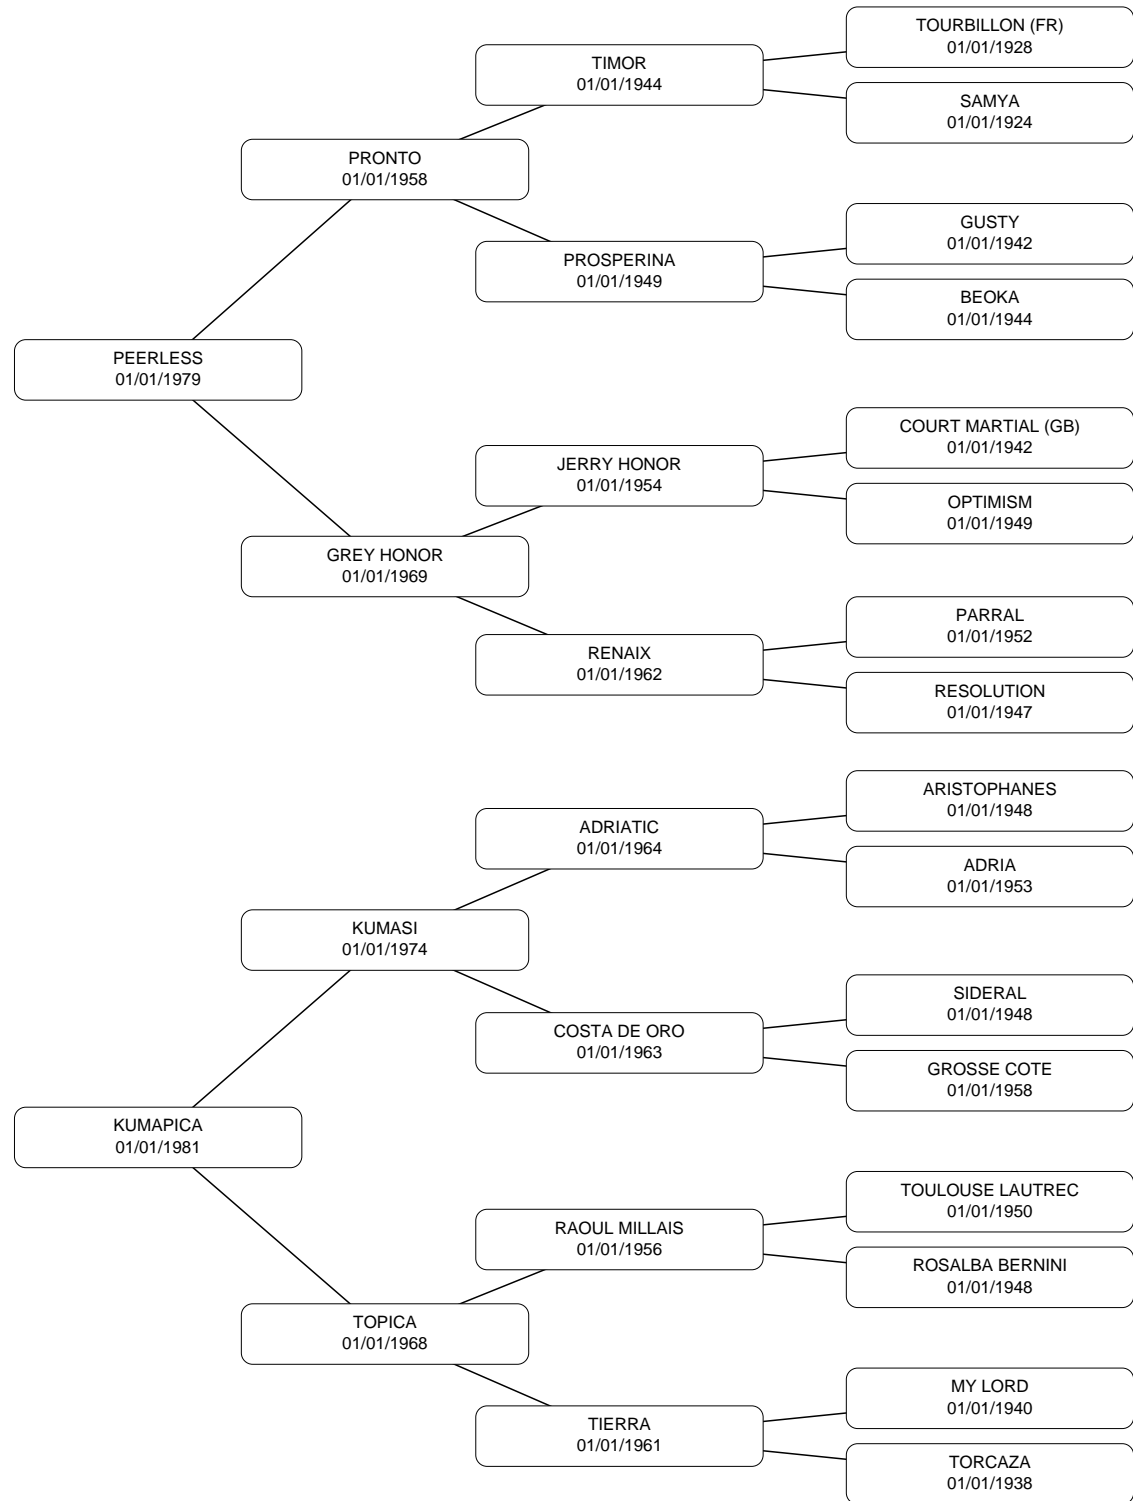 TOURBILLON (FR)
01/01/1928
TIMOR
01/01/1944
SAMYA
01/01/1924
PRONTO
01/01/1958
GUSTY
01/01/1942
PROSPERINA
01/01/1949
BEOKA
01/01/1944
PEERLESS
01/01/1979
COURT MARTIAL (GB)
01/01/1942
JERRY HONOR
01/01/1954
OPTIMISM
01/01/1949
GREY HONOR
01/01/1969
PARRAL
01/01/1952
RENAIX
01/01/1962
RESOLUTION
01/01/1947
ARISTOPHANES
01/01/1948
ADRIATIC
01/01/1964
ADRIA
01/01/1953
KUMASI
01/01/1974
SIDERAL
01/01/1948
COSTA DE ORO
01/01/1963
GROSSE COTE
01/01/1958
KUMAPICA
01/01/1981
TOULOUSE LAUTREC
01/01/1950
RAOUL MILLAIS
01/01/1956
ROSALBA BERNINI
01/01/1948
TOPICA
01/01/1968
MY LORD
01/01/1940
TIERRA
01/01/1961
TORCAZA
01/01/1938